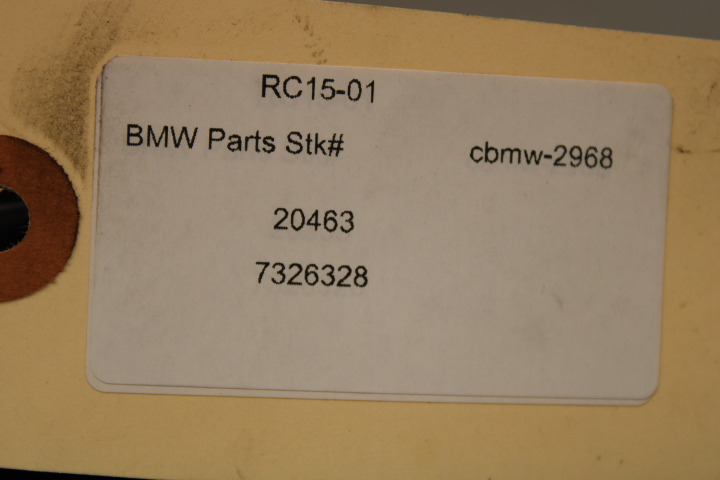 RC15-01
BMW Parts Stk# cbmw-2968
20463
7326328